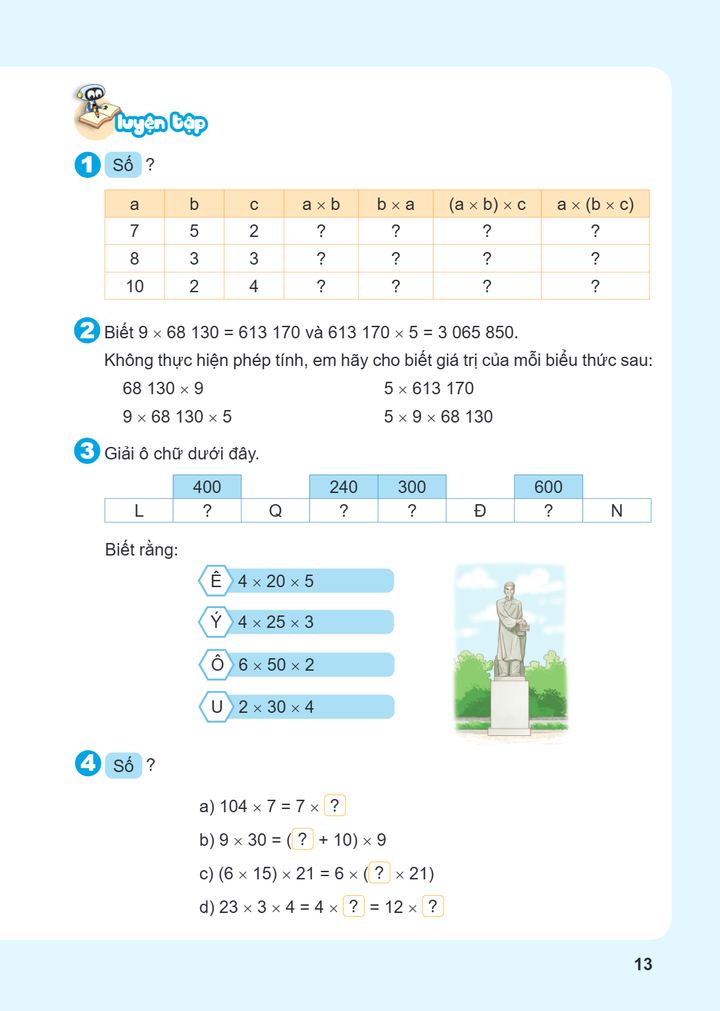 luyện tập
1 Số ?
a b c a × b b × a (a × b) × c a × (b × c)
7 5 2 ? ? ? ?
8 3 3 ? ? ? ?
10 2 4 ? ? ? ?
2 Biết 9 × 68 130 = 613 170 và 613 170 × 5 = 3 065 850.
Không thực hiện phép tính, em hãy cho biết giá trị của mỗi biểu thức sau:
68 130 × 9 5 × 613 170
9 × 68 130 × 5 5 × 9 × 68 130
3 Giải ô chữ dưới đây.
400 240 300 600
L ? Q ? ? Đ ? N
Biết rằng:
Ê 4 × 20 × 5
Ý 4 × 25 × 3
Ô 6 × 50 × 2
U 2 × 30 × 4
4 Số ?
a) 104 × 7 = 7 × ?
b) 9 × 30 = ( ? + 10) × 9
c) (6 × 15) × 21 = 6 × ( ? × 21)
d) 23 × 3 × 4 = 4 × ? = 12 × ?
13